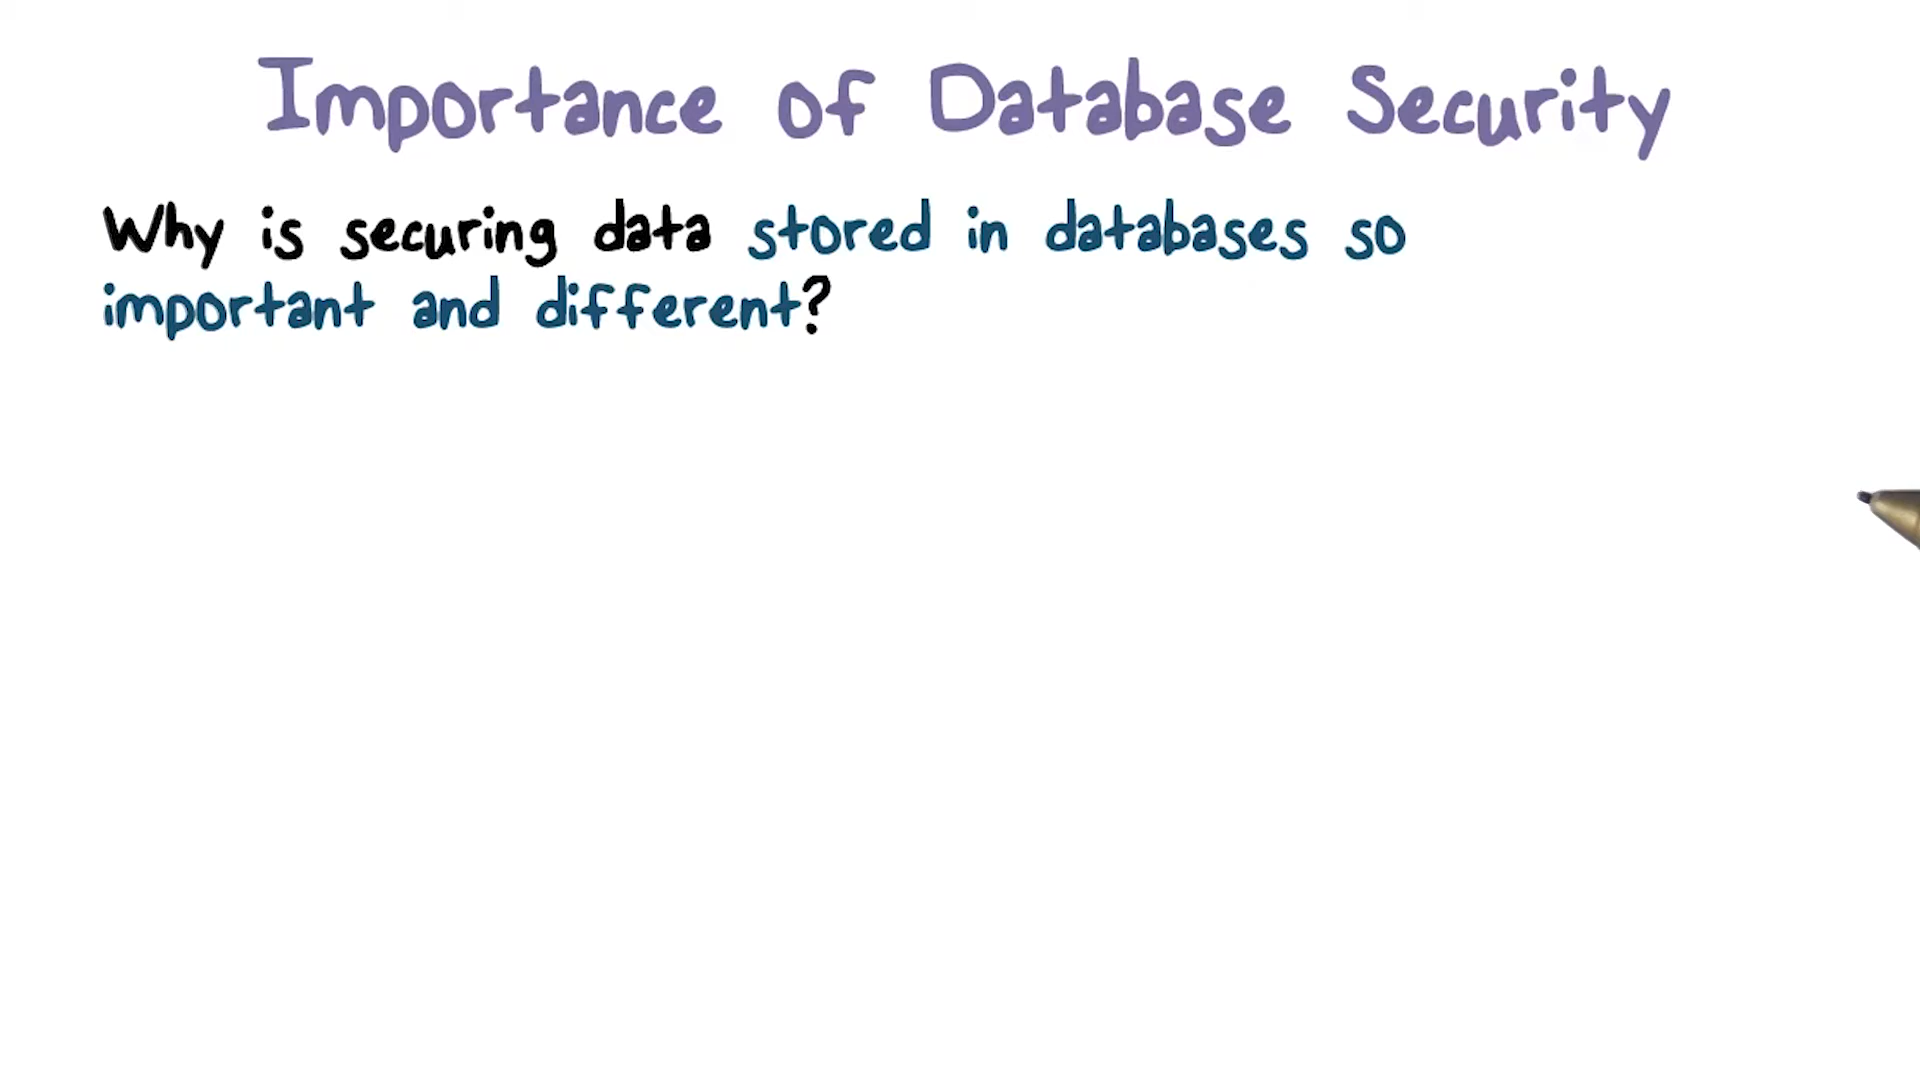 Importance of Database Security
Why is securing data stored in databases so
important and different?